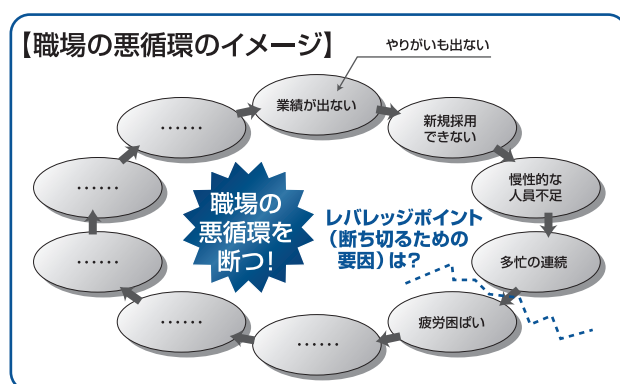 【職場の悪循環のイメージ】
やりがいも出ない
業績が出ない
新規採用
できない
慢性的な
人員不足
多忙の連続
疲労困ぱい
……
……
……
……
……
職場の
悪循環を
断つ!
レバレッジポイント
(断ち切るための
要因)は?